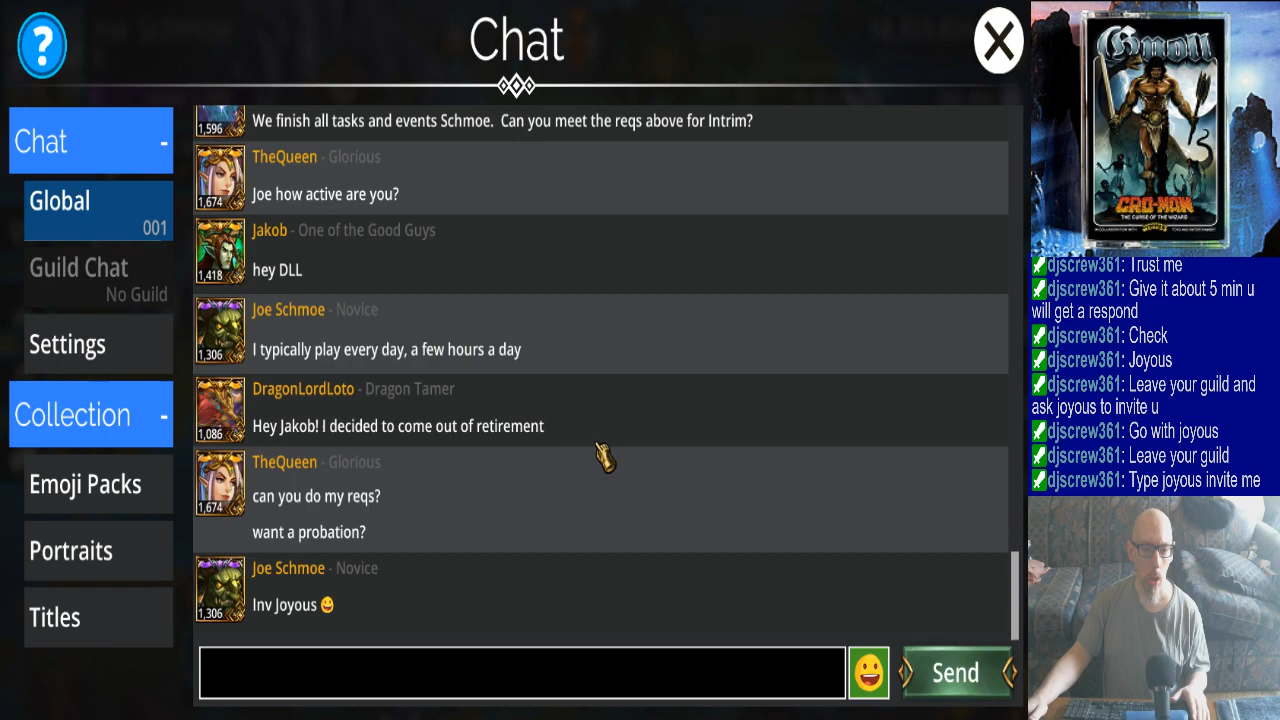 ?
Chat
X
Chat -
Global
001
Guild Chat
No Guild
Settings
Collection -
Emoji Packs
Portraits
Titles
1,596
We finish all tasks and events Schmoe. Can you meet the reqs above for Intrim?
TheQueen - Glorious
1,674
Joe how active are you?
Jakob - One of the Good Guys
1,418
hey DLL
Joe Schmoe - Novice
1,306
I typically play every day, a few hours a day
DragonLordLoto - Dragon Tamer
1,086
Hey Jakob! I decided to come out of retirement
TheQueen - Glorious
1,674
can you do my reqs?
want a probation?
Joe Schmoe - Novice
1,306
Inv Joyous 😀
Send
Gnoll
CRO-MAN
THE CURSE OF THE WIZARD
djscrew361: Trust me
djscrew361: Give it about 5 min u
will get a respond
djscrew361: Check
djscrew361: Joyous
djscrew361: Leave your guild and
ask joyous to invite u
djscrew361: Go with joyous
djscrew361: Leave your guild
djscrew361: Type joyous invite me